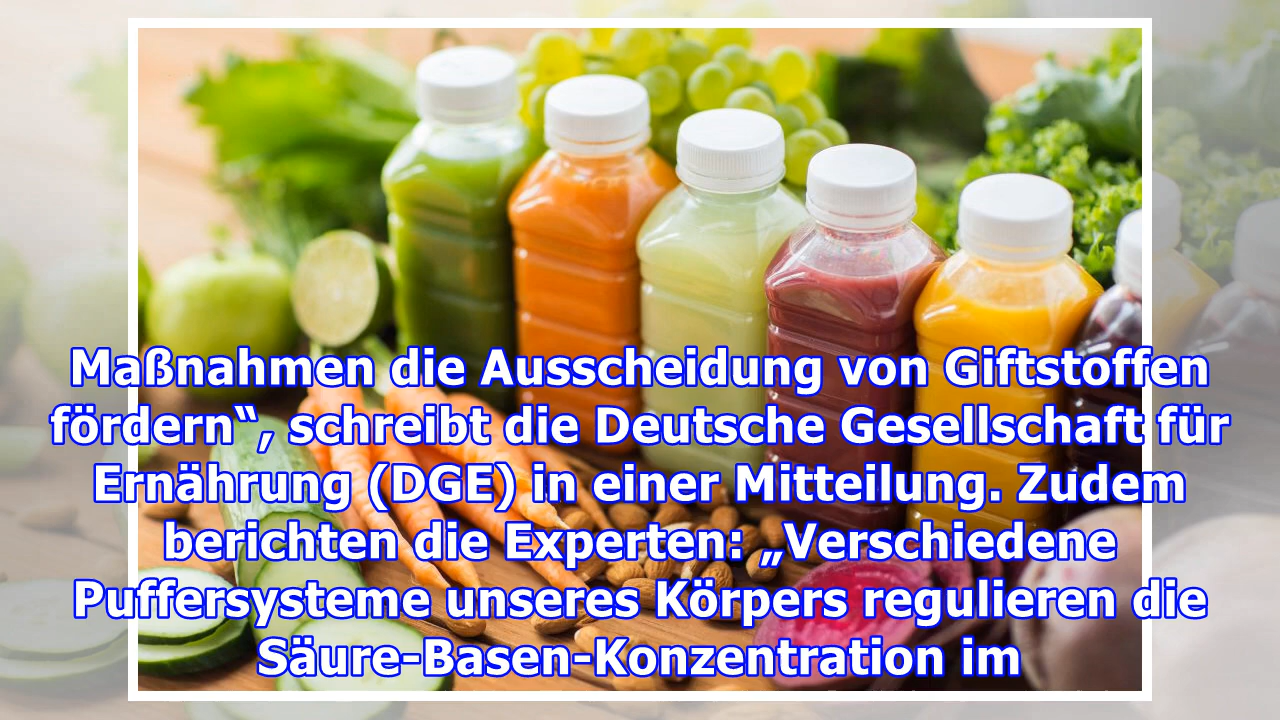 Maßnahmen die Ausscheidung von Giftstoffen
fördern“, schreibt die Deutsche Gesellschaft für
Ernährung (DGE) in einer Mitteilung. Zudem
berichten die Experten: „Verschiedene
Puffersysteme unseres Körpers regulieren die
Säure-Basen-Konzentration im